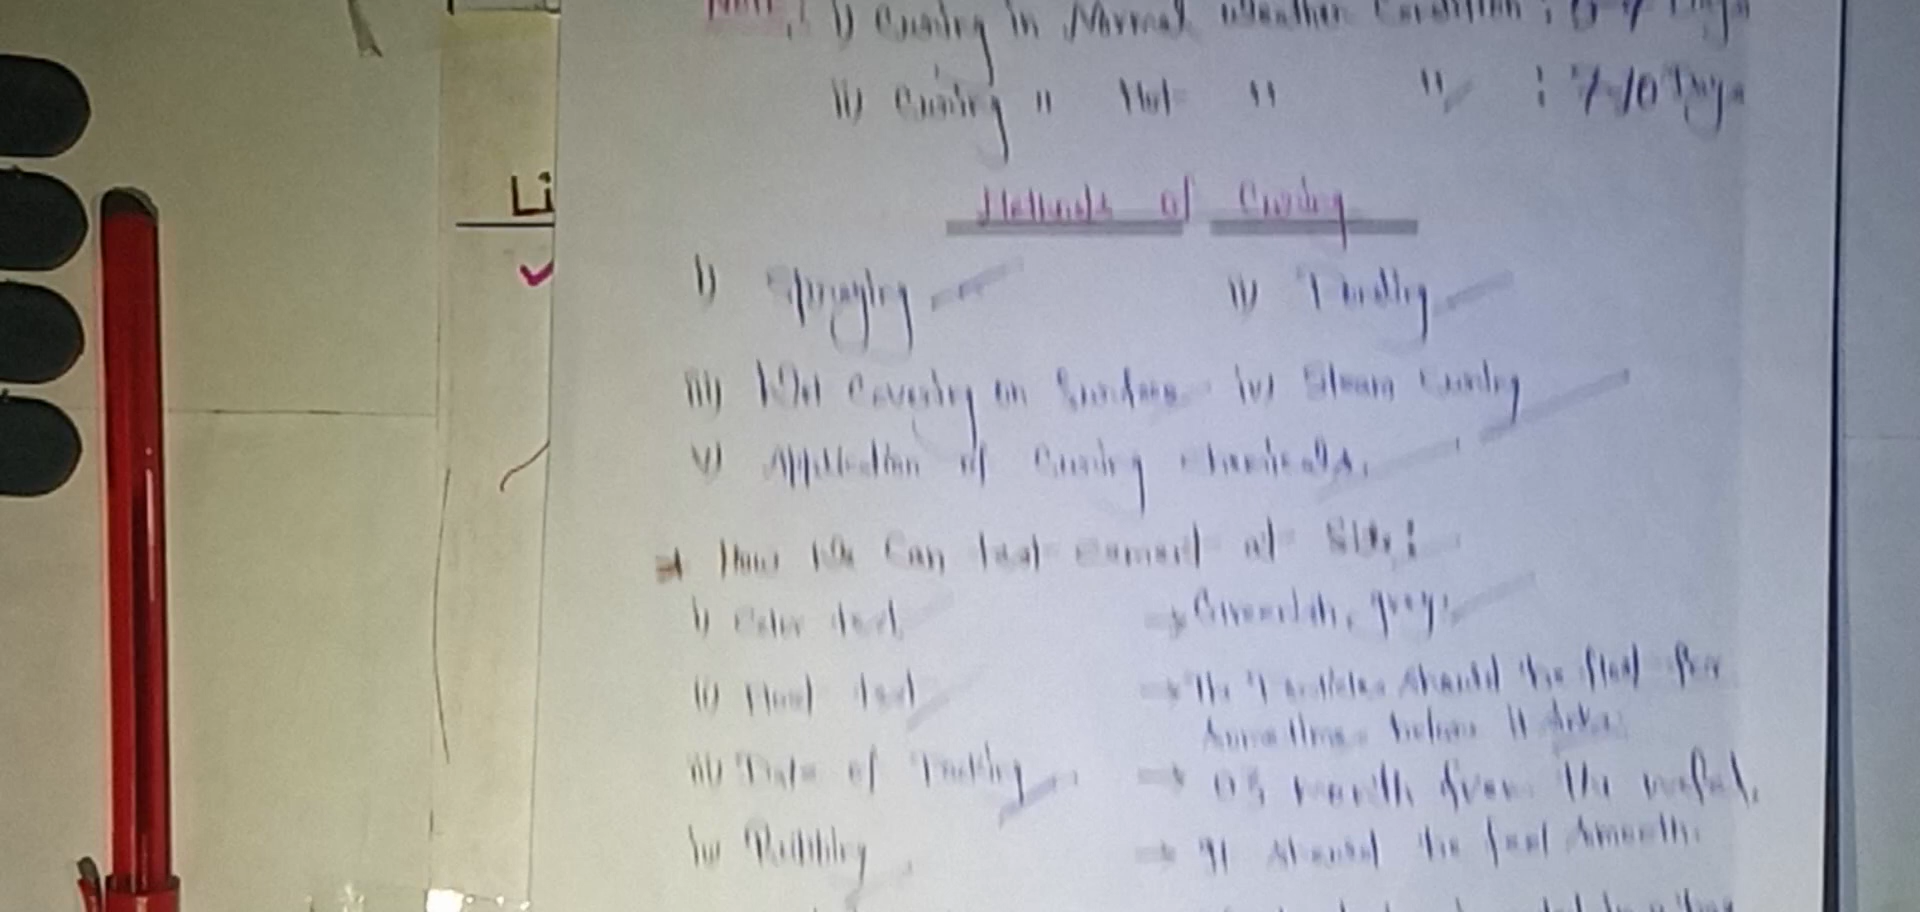 Note: i) Curing in Normal weather Condition :
ii) Curing " Hot " " : 7-10 Days
Li
Methods of Curing
i) Spraying ii) Ponding
iii) Wet Covering on Surface iv) Steam Curing
v) Application of Curing chemicals.
→ How We Can test cement at Site:
i) Color test → Greenish, grey.
ii) Float test → The Particles should be float for
sometimes before it sinks.
iii) Date of Packing → 03 month from the
iv) Rubbing → It should be feel smooth.